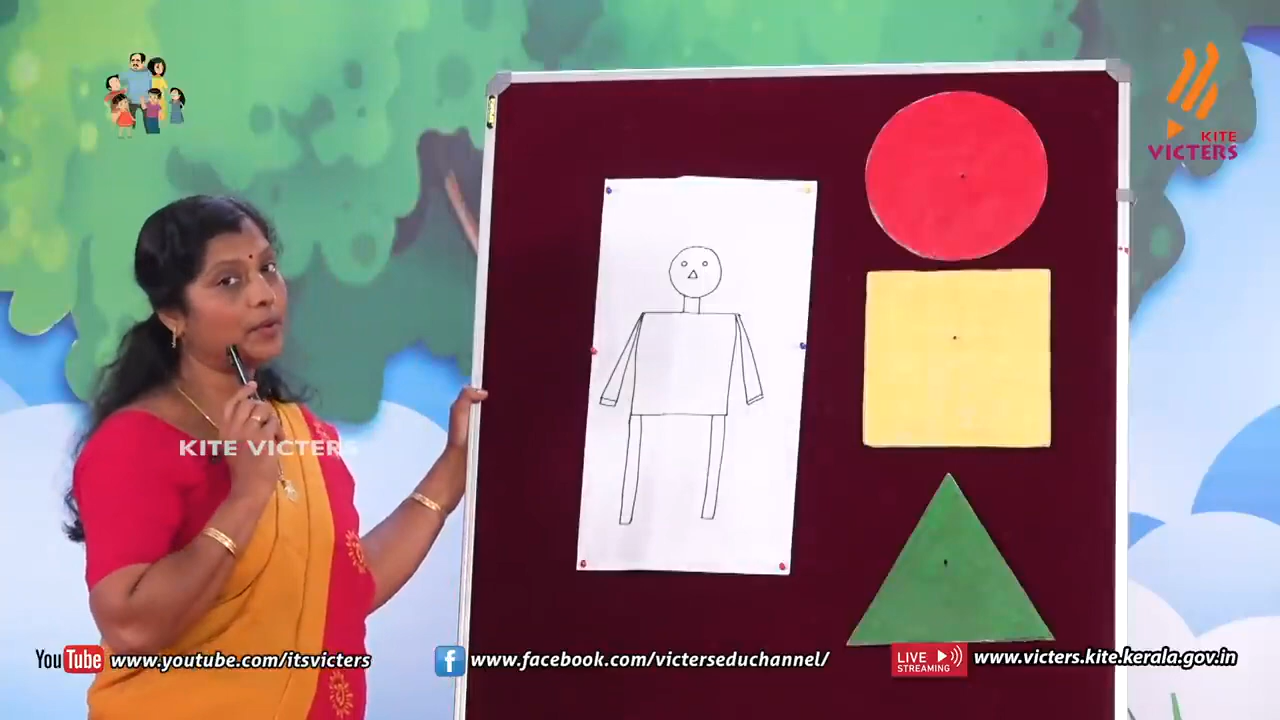 KITE
VICTERS
KITE VICTERS
YouTube www.youtube.com/itsvicters
f www.facebook.com/victerseduchannel/
LIVE
STREAMING
www.victers.kite.kerala.gov.in